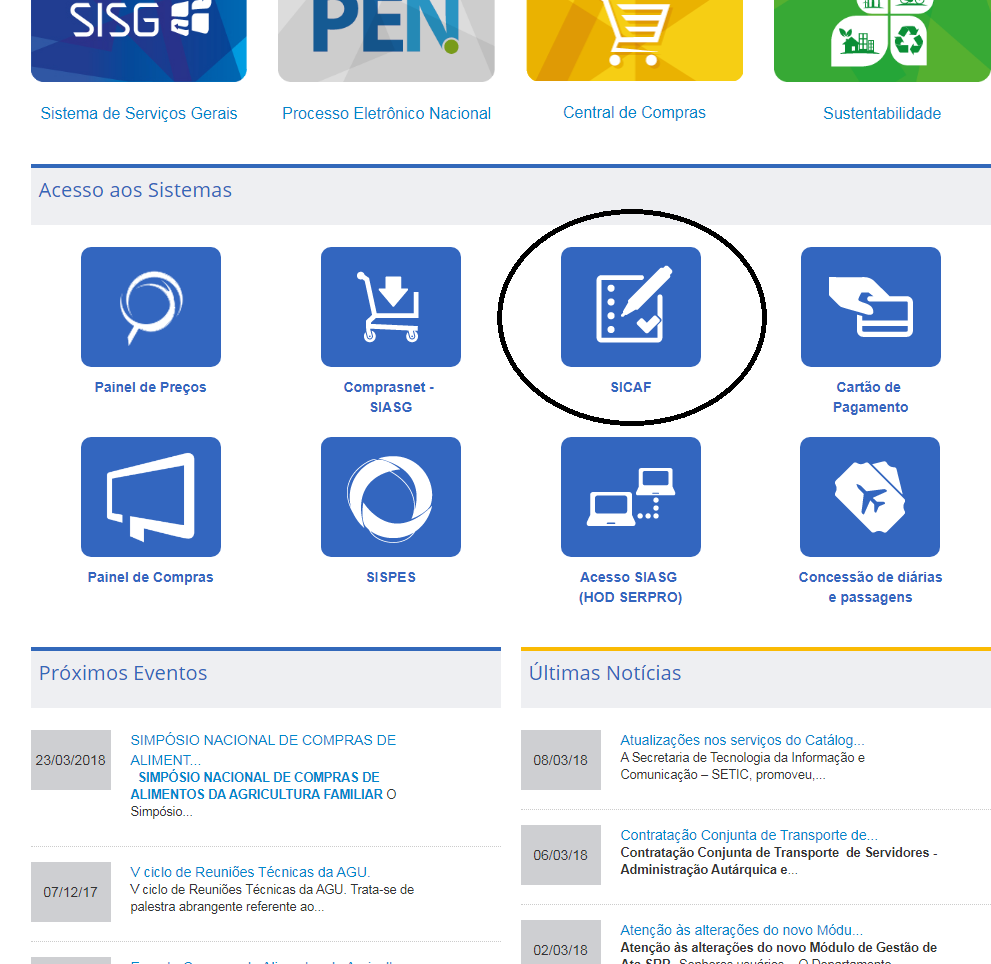 SISG
PEN
Sistema de Serviços Gerais
Processo Eletrônico Nacional
Central de Compras
Sustentabilidade
Acesso aos Sistemas
Painel de Preços
Comprasnet -
SIASG
SICAF
Cartão de
Pagamento
Painel de Compras
SISPES
Acesso SIASG
(HOD SERPRO)
Concessão de diárias
e passagens
Próximos Eventos
23/03/2018
SIMPÓSIO NACIONAL DE COMPRAS DE
ALIMENT...
SIMPÓSIO NACIONAL DE COMPRAS DE
ALIMENTOS DA AGRICULTURA FAMILIAR O
Simpósio...
07/12/17
V ciclo de Reuniões Técnicas da AGU.
V ciclo de Reuniões Técnicas da AGU. Trata-se de
palestra abrangente referente ao...
Últimas Notícias
08/03/18
Atualizações nos serviços do Catálog...
A Secretaria de Tecnologia da Informação e
Comunicação – SETIC, promoveu,...
06/03/18
Contratação Conjunta de Transporte de...
Contratação Conjunta de Transporte de Servidores -
Administração Autárquica e...
02/03/18
Atenção às alterações do novo Módu...
Atenção às alterações do novo Módulo de Gestão de
Ata SRP Senhores usuários O Departamento